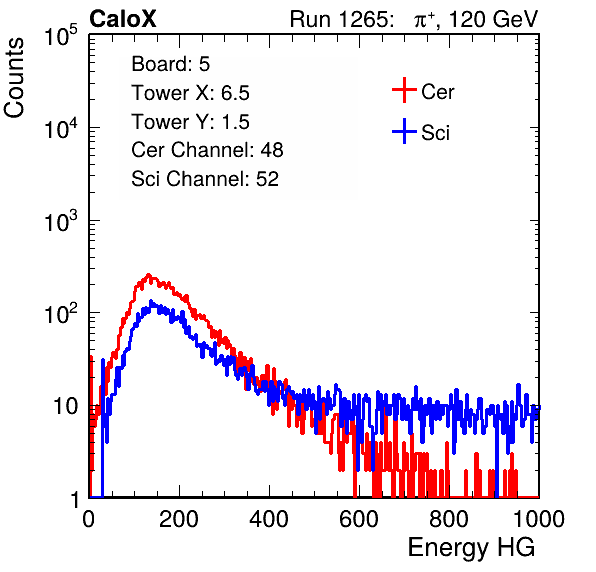 CaloX Run 1265: π⁺, 120 GeV
Counts
10⁵
10⁴
10³
10²
10
1
Board: 5
Tower X: 6.5
Tower Y: 1.5
Cer Channel: 48
Sci Channel: 52
Cer
Sci
0 200 400 600 800 1000
Energy HG